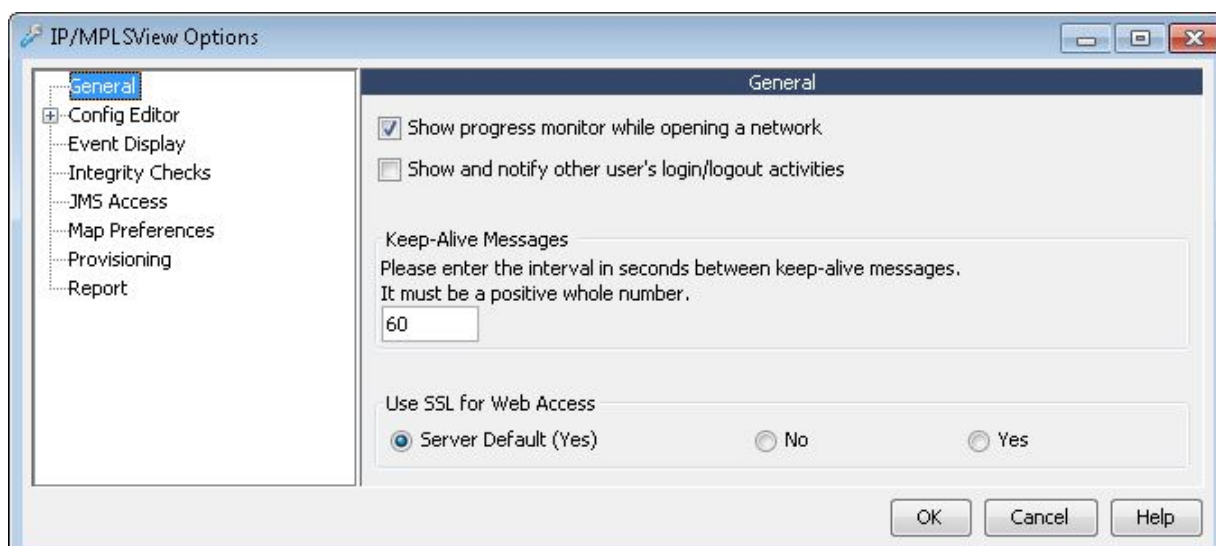 IP/MPLSView Options
General
Config Editor
Event Display
Integrity Checks
JMS Access
Map Preferences
Provisioning
Report
General
Show progress monitor while opening a network
Show and notify other user's login/logout activities
Keep-Alive Messages
Please enter the interval in seconds between keep-alive messages.
It must be a positive whole number.
60
Use SSL for Web Access
Server Default (Yes) No Yes
OK Cancel Help